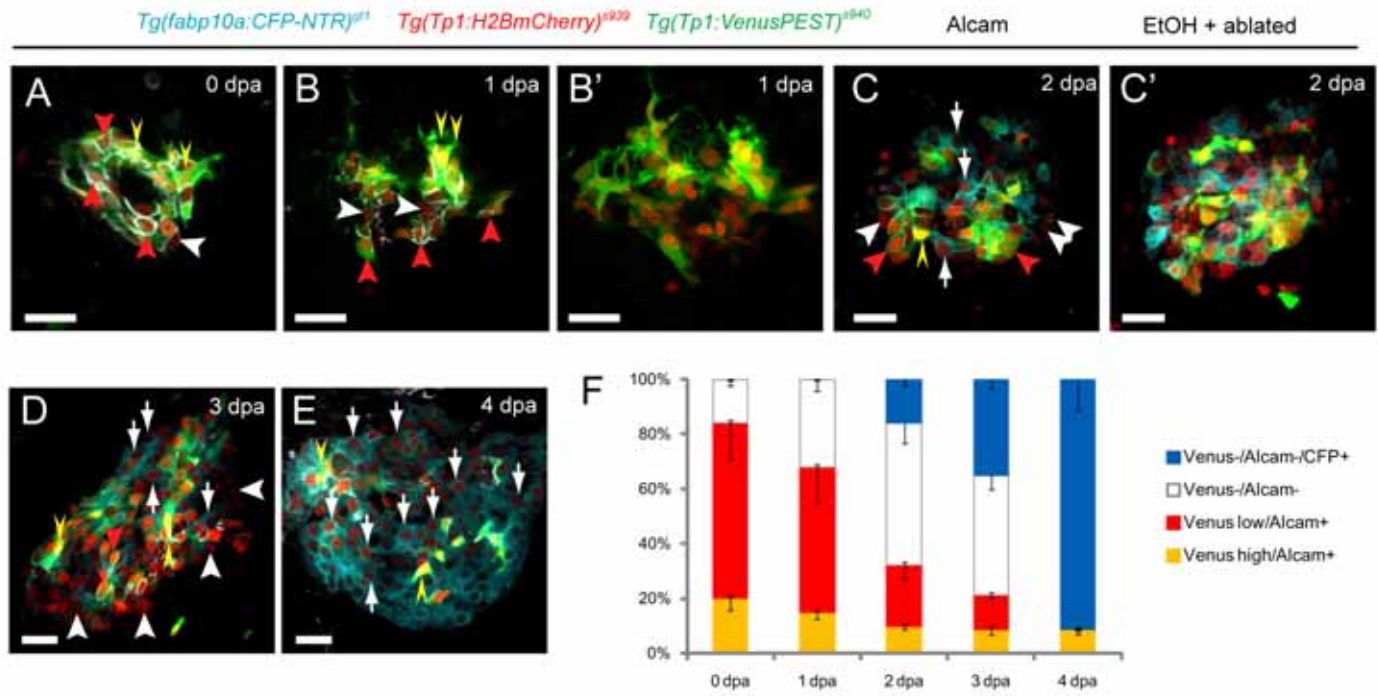 Tg(fabp10a:CFP-NTR)gt1 Tg(Tp1:H2BmCherry)s939 Tg(Tp1:VenusPEST)s940 Alcam EtOH + ablated
A 0 dpa B 1 dpa B' 1 dpa C 2 dpa C' 2 dpa
D 3 dpa E 4 dpa F
100%
80%
60%
40%
20%
0%
0 dpa 1 dpa 2 dpa 3 dpa 4 dpa
Venus-/Alcam-/CFP+
Venus-/Alcam-
Venus low/Alcam+
Venus high/Alcam+